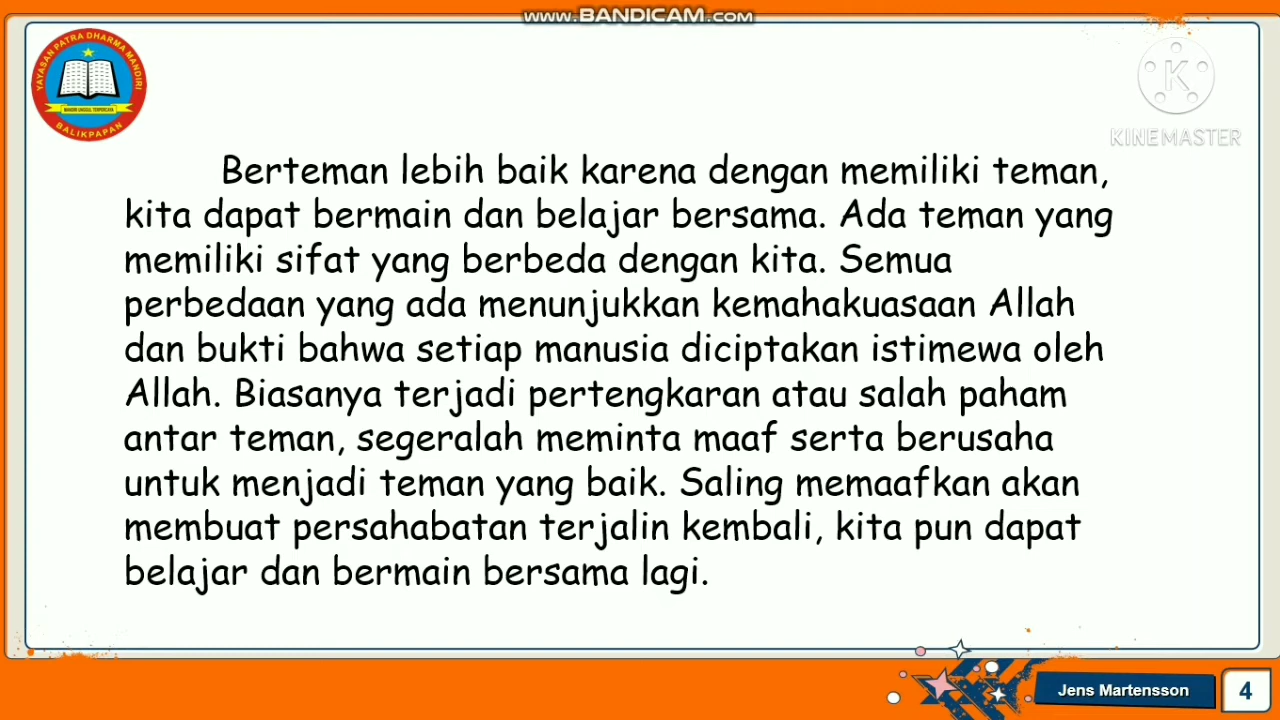 www.BANDICAM.com
YAYASAN PATRA DHARMA MANDIRI
MANDIRI UNGGUL TERPERCAYA
BALIKPAPAN
K
KINEMASTER
Berteman lebih baik karena dengan memiliki teman,
kita dapat bermain dan belajar bersama. Ada teman yang
memiliki sifat yang berbeda dengan kita. Semua
perbedaan yang ada menunjukkan kemahakuasaan Allah
dan bukti bahwa setiap manusia diciptakan istimewa oleh
Allah. Biasanya terjadi pertengkaran atau salah paham
antar teman, segeralah meminta maaf serta berusaha
untuk menjadi teman yang baik. Saling memaafkan akan
membuat persahabatan terjalin kembali, kita pun dapat
belajar dan bermain bersama lagi.
Jens Martensson
4